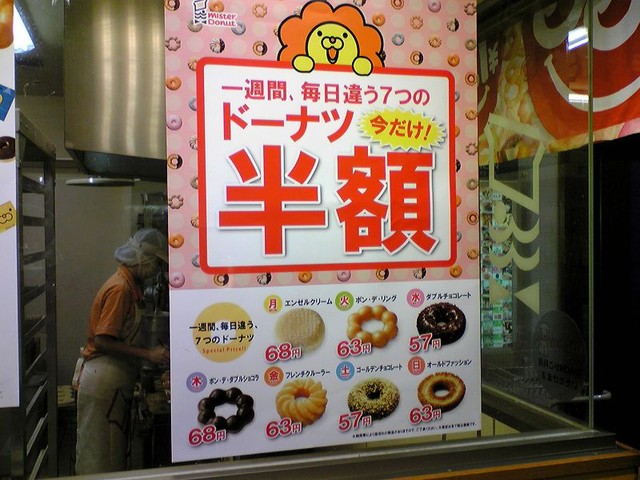 mister
Donut
一週間、毎日違う7つの
ドーナツ
今だけ!
半額
一週間、毎日違う、
7つのドーナツ
Special Price!!
月 エンゼルクリーム
68円
火 ポン・デ・リング
63円
水 ダブルチョコレート
57円
木 ポン・デ・ダブルショコラ
68円
金 フレンチクルーラー
63円
土 ゴールデンチョコレート
57円
日 オールドファッション
63円